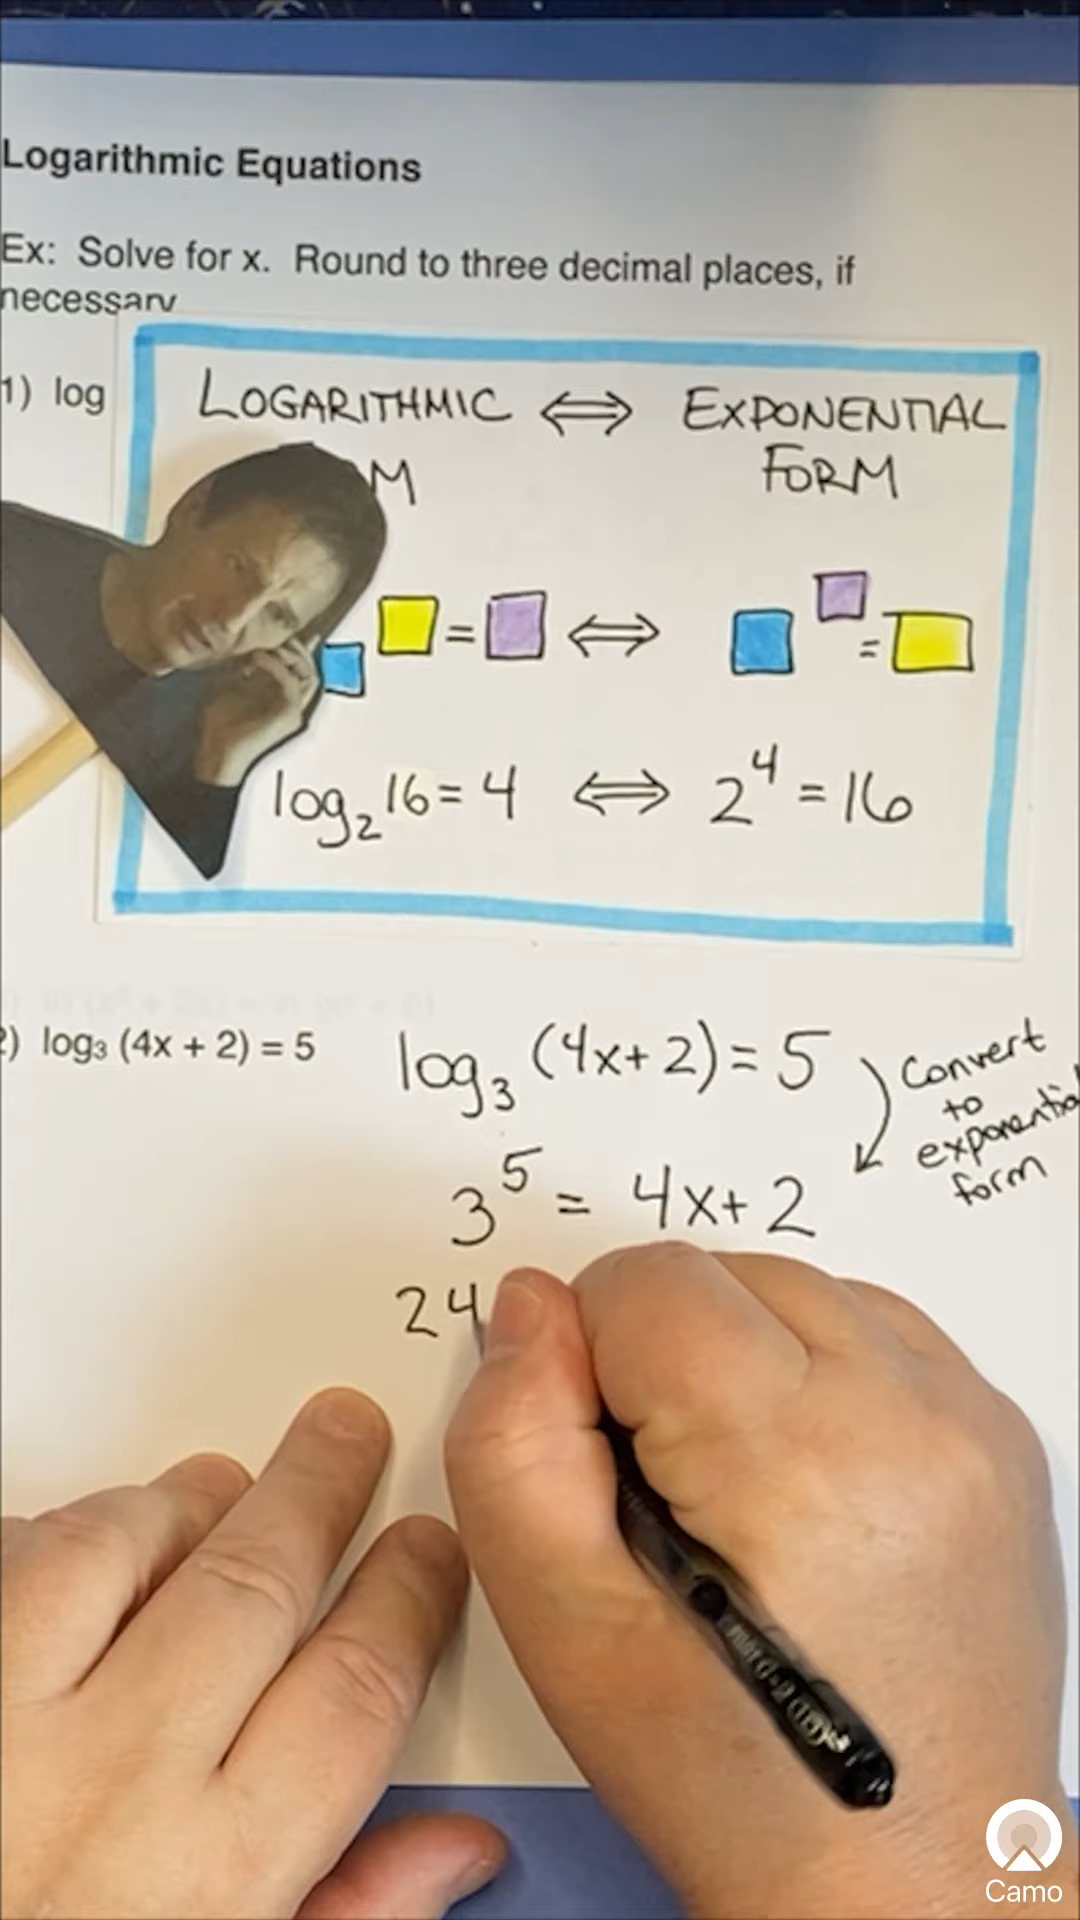 Logarithmic Equations
Ex: Solve for x. Round to three decimal places, if
necessary
1) log
LOGARITHMIC ⟺ EXPONENTIAL
M FORM
= ⟺ =
log₂ 16 = 4 ⟺ 2⁴ = 16
2) log₃ (4x + 2) = 5
log₃ (4x + 2) = 5
Convert
to
exponential
form
3⁵ = 4x + 2
24
Camo